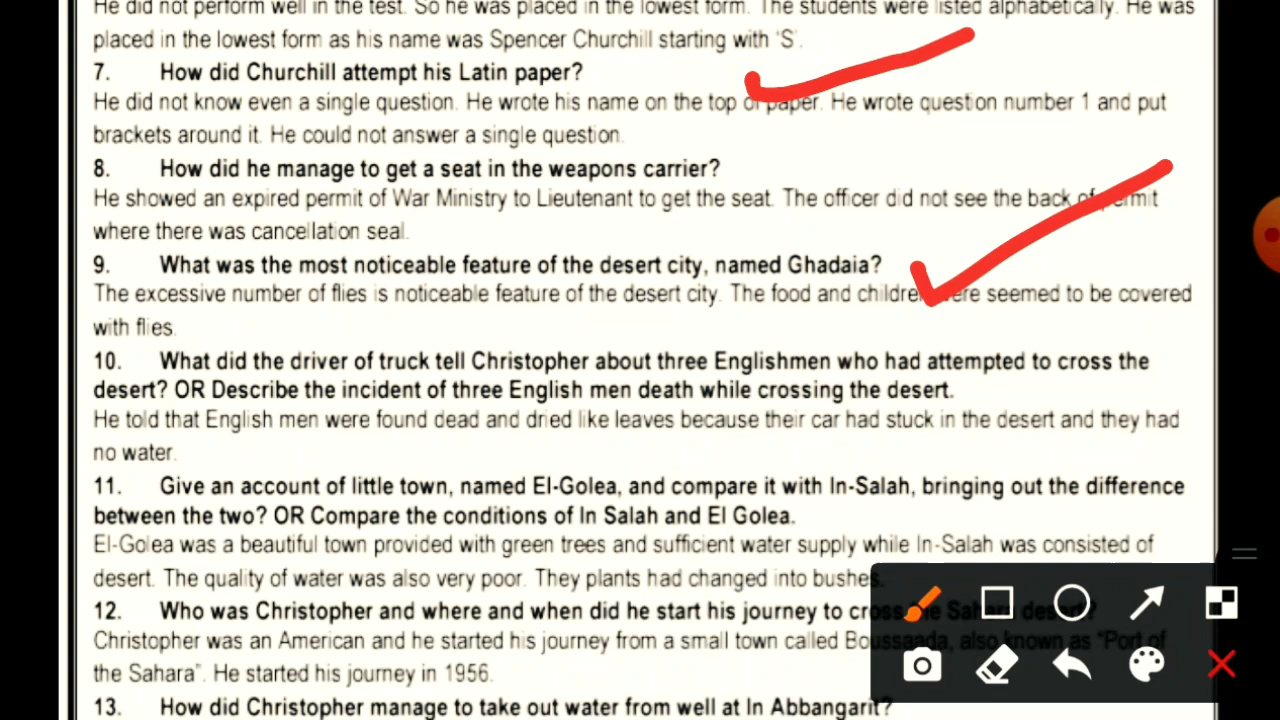 He did not perform well in the test. So he was placed in the lowest form. The students were listed alphabetically. He was
placed in the lowest form as his name was Spencer Churchill starting with 'S'.
7. How did Churchill attempt his Latin paper?
He did not know even a single question. He wrote his name on the top of paper. He wrote question number 1 and put
brackets around it. He could not answer a single question.
8. How did he manage to get a seat in the weapons carrier?
He showed an expired permit of War Ministry to Lieutenant to get the seat. The officer did not see the back of permit
where there was cancellation seal.
9. What was the most noticeable feature of the desert city, named Ghadaia?
The excessive number of flies is noticeable feature of the desert city. The food and children were seemed to be covered
with flies.
10. What did the driver of truck tell Christopher about three Englishmen who had attempted to cross the
desert? OR Describe the incident of three English men death while crossing the desert.
He told that English men were found dead and dried like leaves because their car had stuck in the desert and they had
no water.
11. Give an account of little town, named El-Golea, and compare it with In-Salah, bringing out the difference
between the two? OR Compare the conditions of In Salah and El Golea.
El-Golea was a beautiful town provided with green trees and sufficient water supply while In-Salah was consisted of
desert. The quality of water was also very poor. They plants had changed into bushes.
12. Who was Christopher and where and when did he start his journey to cross the Sahara desert?
Christopher was an American and he started his journey from a small town called Boussaada, also known as "Port of
the Sahara". He started his journey in 1956.
13. How did Christopher manage to take out water from well at In Abbangarit?